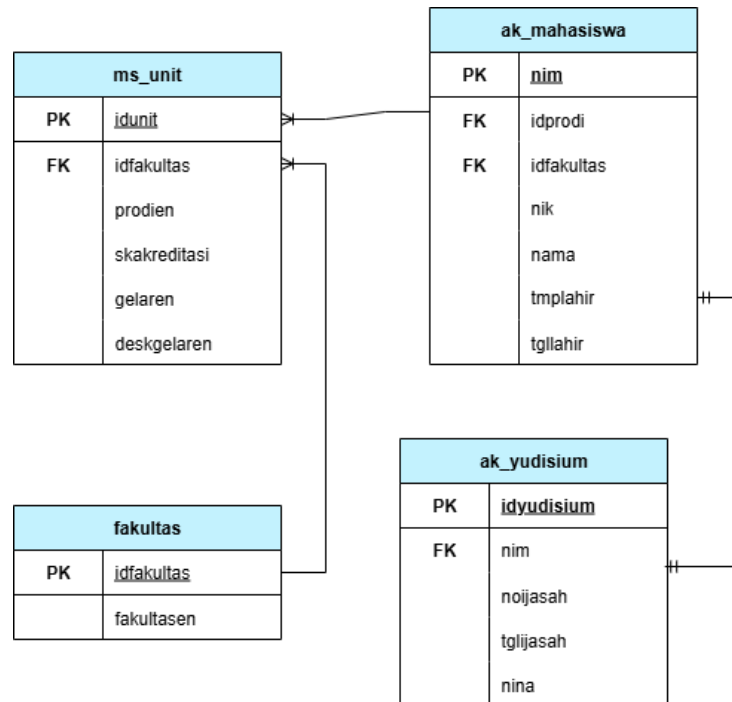 ms_unit
PK idunit
FK idfakultas
prodien
skakreditasi
gelaren
deskgelaren
ak_mahasiswa
PK nim
FK idprodi
FK idfakultas
nik
nama
tmplahir
tgllahir
fakultas
PK idfakultas
fakultasen
ak_yudisium
PK idyudisium
FK nim
noijasah
tglijasah
nina